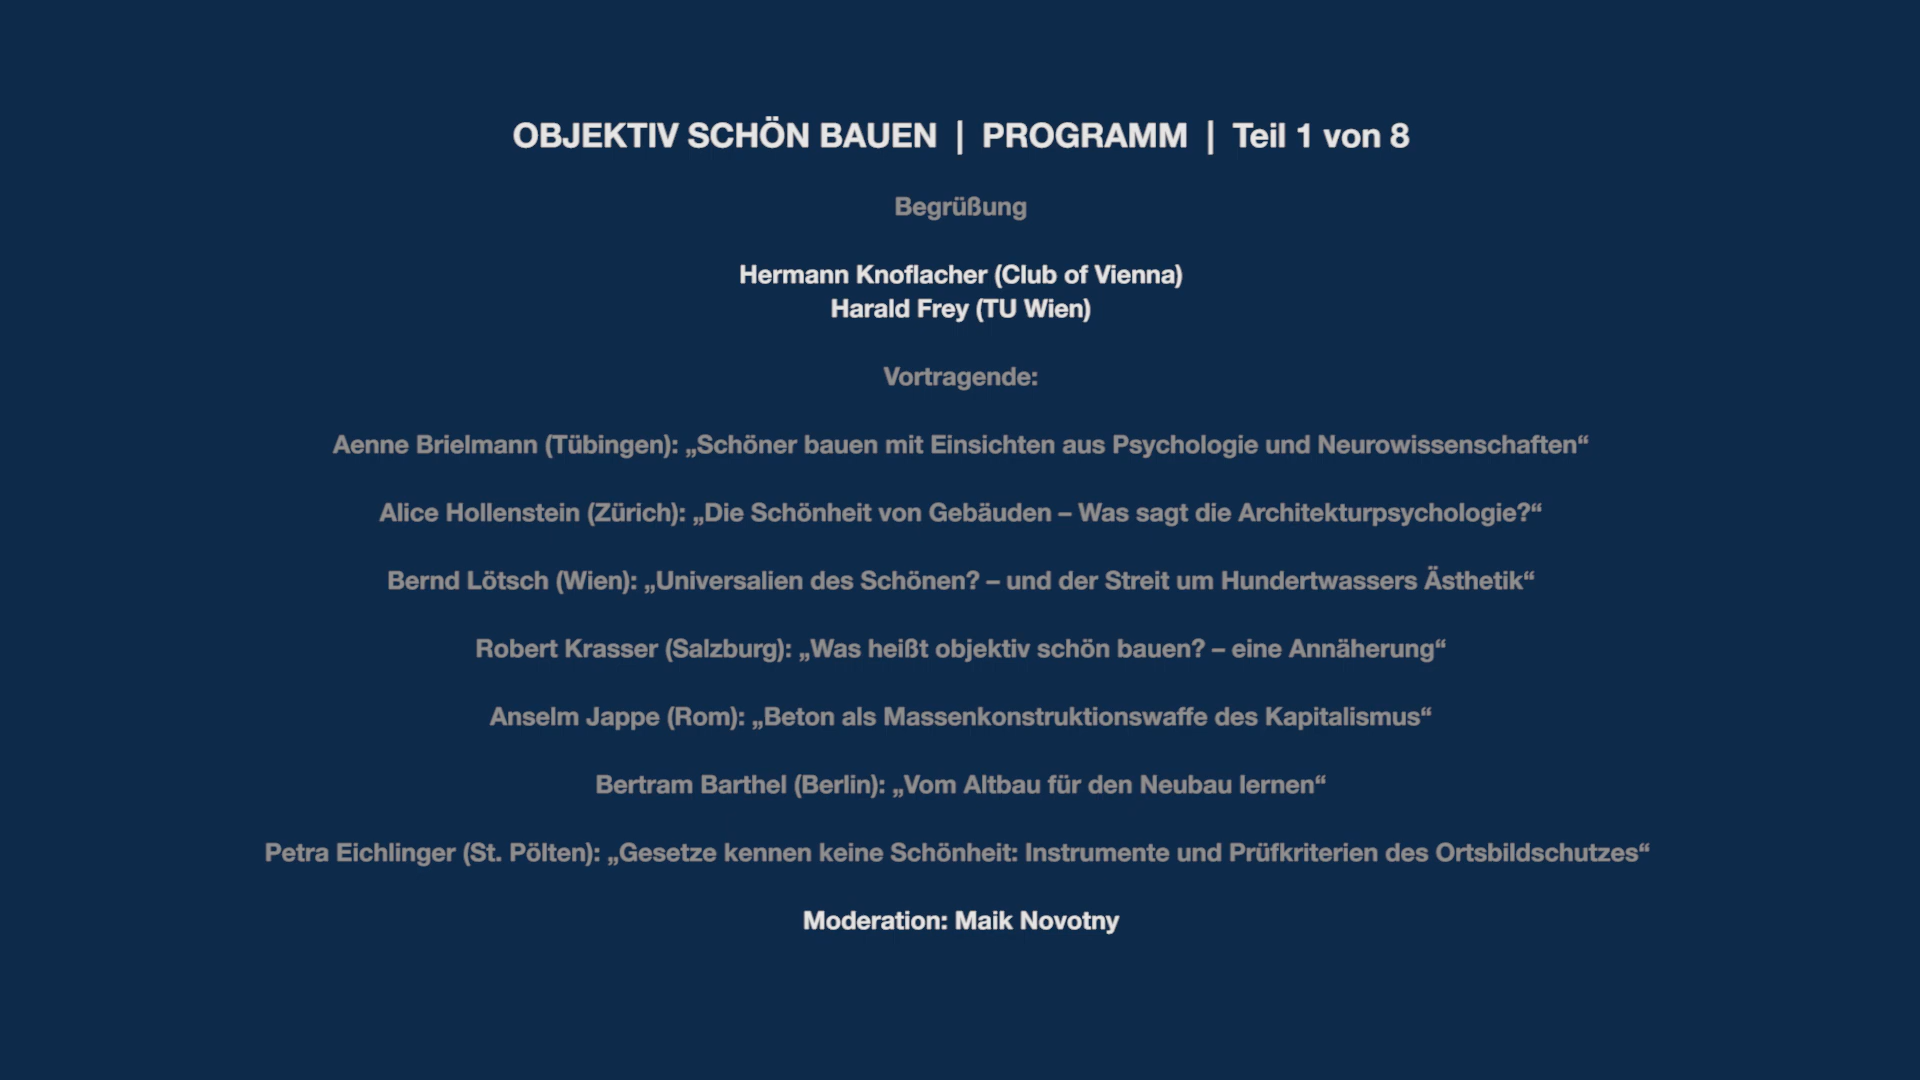 OBJEKTIV SCHÖN BAUEN | PROGRAMM | Teil 1 von 8
Begrüßung
Hermann Knoflacher (Club of Vienna)
Harald Frey (TU Wien)
Vortragende:
Aenne Brielmann (Tübingen): „Schöner bauen mit Einsichten aus Psychologie und Neurowissenschaften“
Alice Hollenstein (Zürich): „Die Schönheit von Gebäuden – Was sagt die Architekturpsychologie?“
Bernd Lötsch (Wien): „Universalien des Schönen? – und der Streit um Hundertwassers Ästhetik“
Robert Krasser (Salzburg): „Was heißt objektiv schön bauen? – eine Annäherung“
Anselm Jappe (Rom): „Beton als Massenkonstruktionswaffe des Kapitalismus“
Bertram Barthel (Berlin): „Vom Altbau für den Neubau lernen“
Petra Eichlinger (St. Pölten): „Gesetze kennen keine Schönheit: Instrumente und Prüfkriterien des Ortsbildschutzes“
Moderation: Maik Novotny